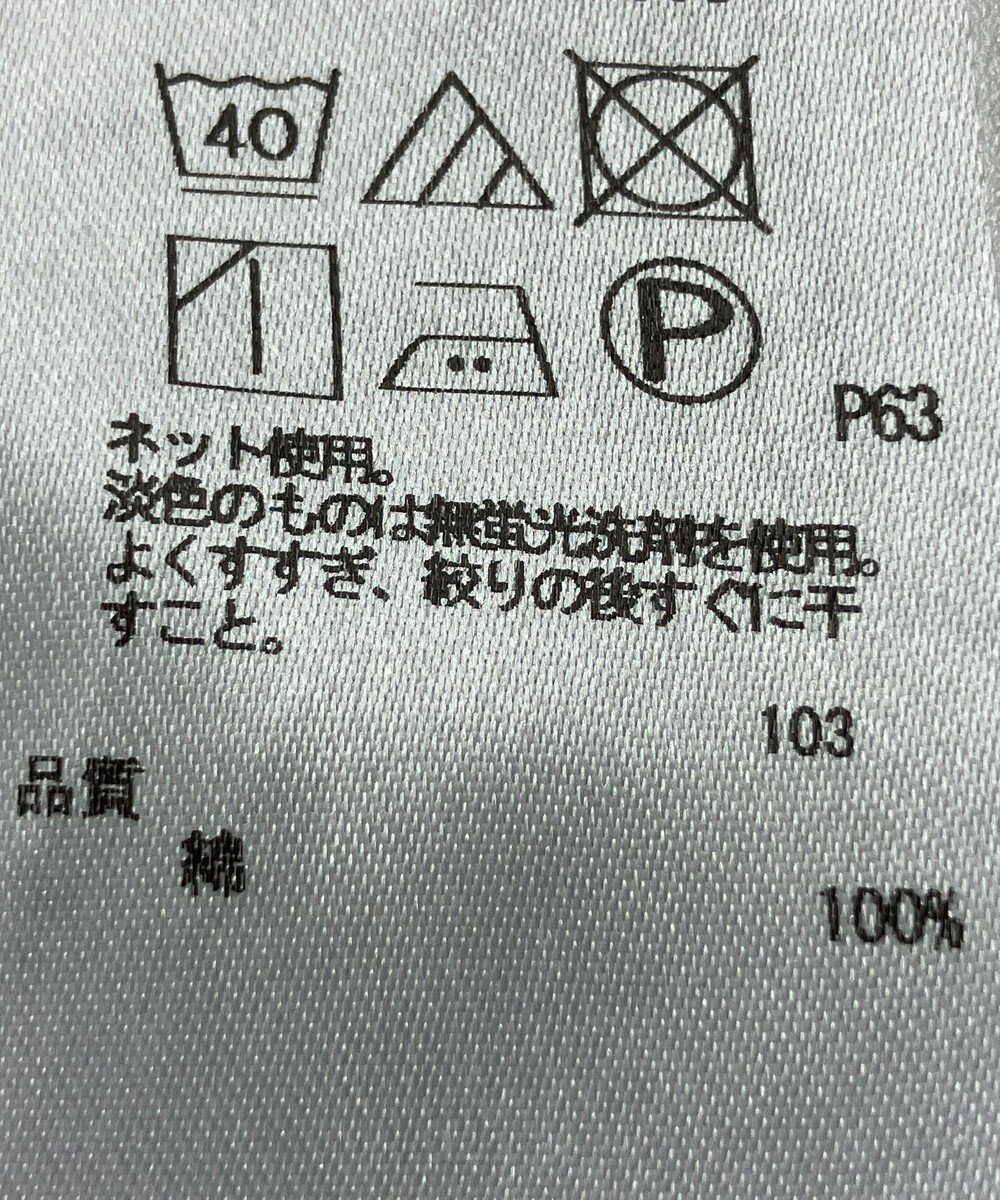 40
P
P63
ネット使用。
淡色のものは無蛍光洗剤を使用。
よくすすぎ、絞りの後すぐに干
すこと。
103
品質
綿 100%